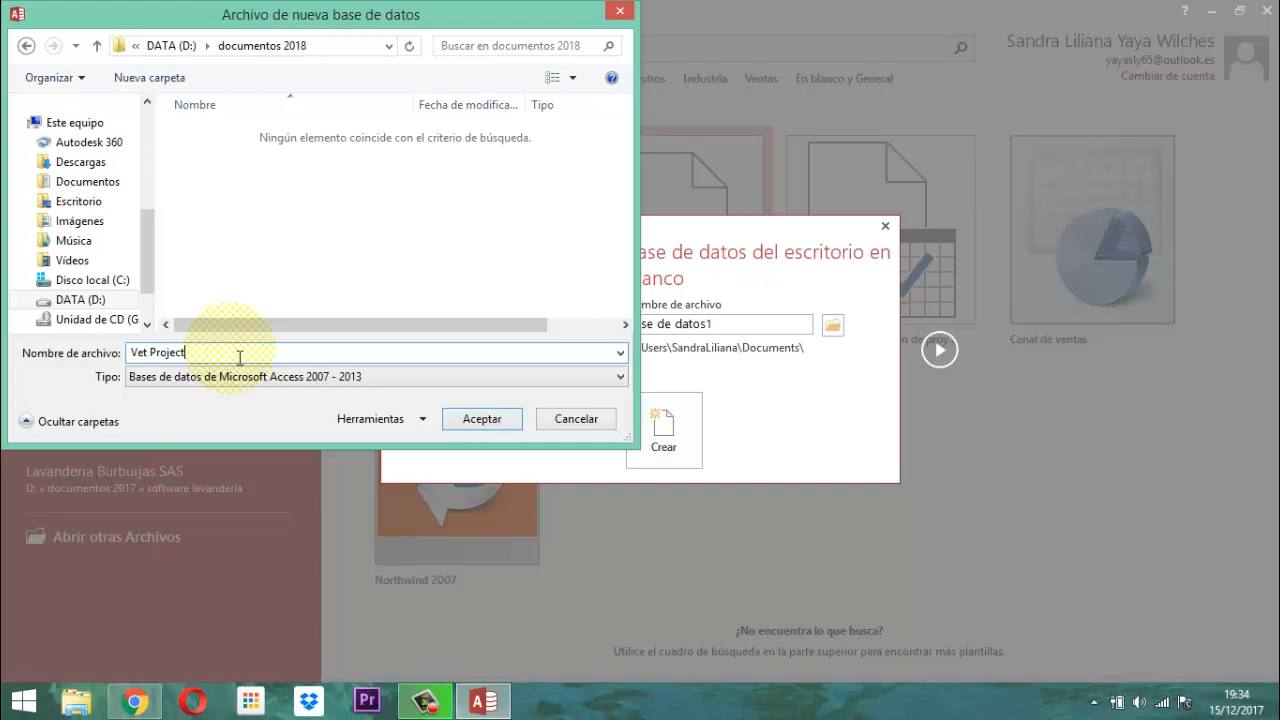 Archivo de nueva base de datos
DATA (D:)
documentos 2018
Buscar en documentos 2018
Organizar
Nueva carpeta
Nombre
Fecha de modifica...
Tipo
Ningún elemento coincide con el criterio de búsqueda.
Este equipo
Autodesk 360
Descargas
Documentos
Escritorio
Imágenes
Música
Vídeos
Disco local (C:)
DATA (D:)
Unidad de CD (G
Nombre de archivo:
Vet Project
Tipo:
Bases de datos de Microsoft Access 2007 - 2013
Ocultar carpetas
Herramientas
Aceptar
Cancelar
Sandra Liliana Yaya Wilches
yayasly65@outlook.es
Cambiar de cuenta
stros
Industria
Ventas
En blanco y General
ase de datos del escritorio en
anco
mbre de archivo
se de datos1
Users\SandraLiliana\Documents\
Crear
ón de proy...
Canal de ventas
Lavanderia Burburjas SAS
D: » documentos 2017 » software lavandería
Abrir otras Archivos
Northwind 2007
¿No encuentra lo que busca?
Utilice el cuadro de búsqueda en la parte superior para encontrar más plantillas.
Pr
19:34
15/12/2017